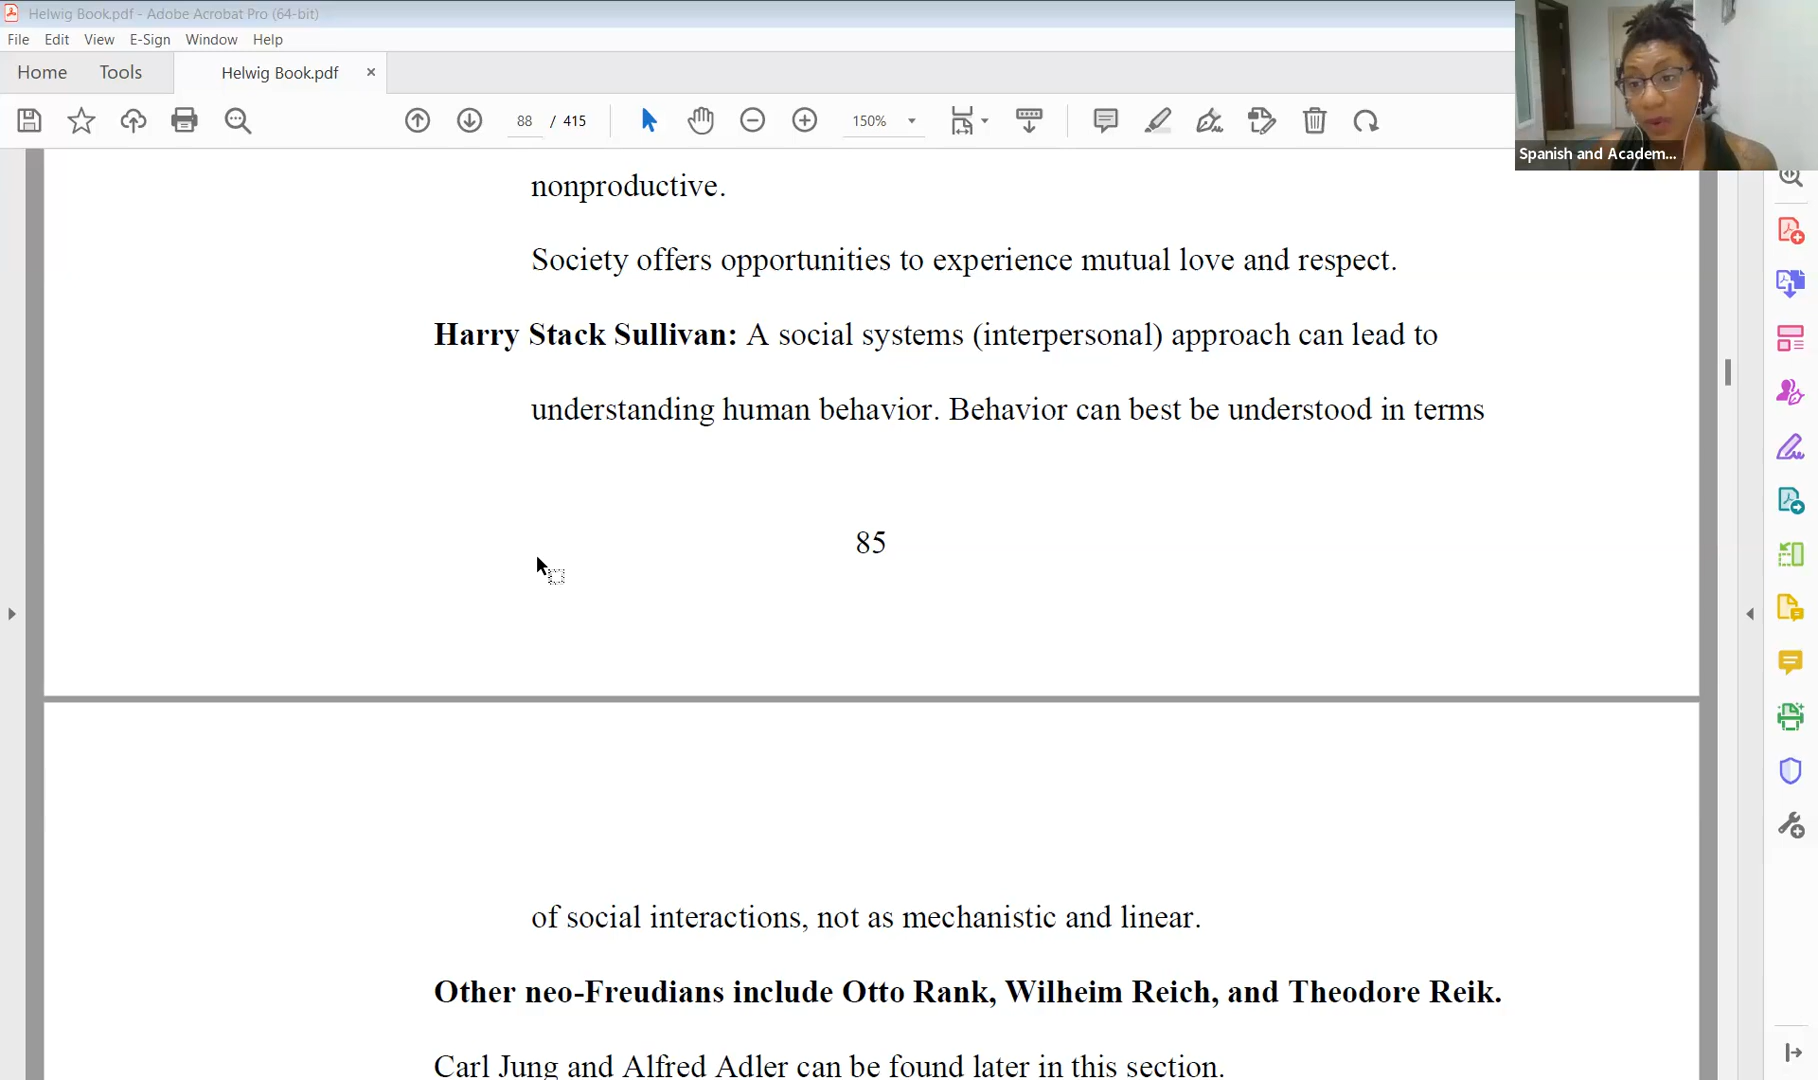 Helwig Book.pdf - Adobe Acrobat Pro (64-bit)
File Edit View E-Sign Window Help
Home Tools Helwig Book.pdf ×
88 / 415 150%
Spanish and Academ...
nonproductive.
Society offers opportunities to experience mutual love and respect.
Harry Stack Sullivan: A social systems (interpersonal) approach can lead to
understanding human behavior. Behavior can best be understood in terms
85
of social interactions, not as mechanistic and linear.
Other neo-Freudians include Otto Rank, Wilheim Reich, and Theodore Reik.
Carl Jung and Alfred Adler can be found later in this section.